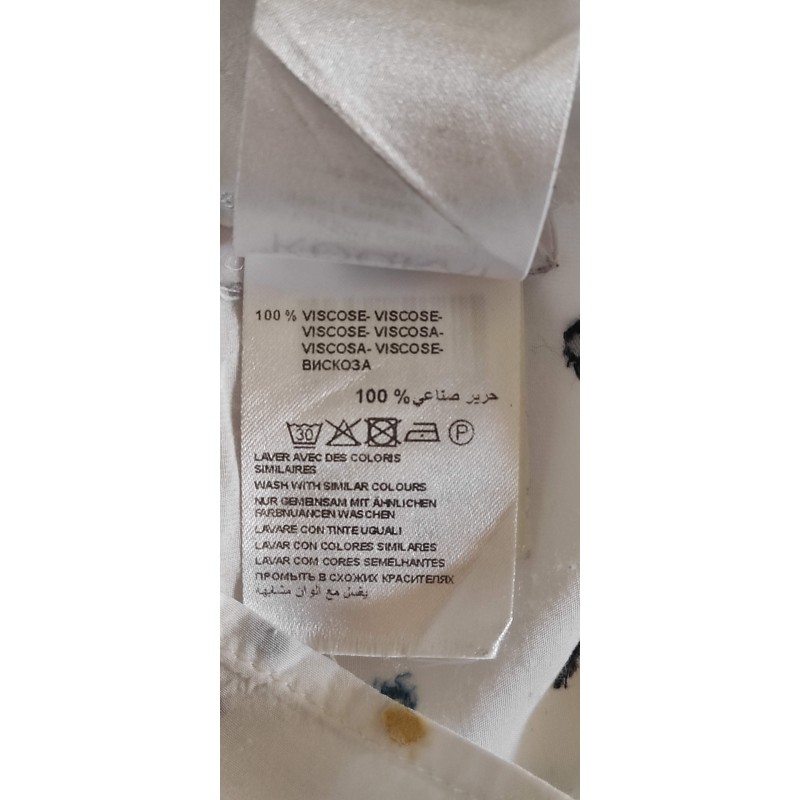 100 % VISCOSE- VISCOSE-
VISCOSE- VISCOSA-
VISCOSA- VISCOSE-
ВИСКОЗА
100 % حرير صناعي
30 P
LAVER AVEC DES COLORIS
SIMILAIRES
WASH WITH SIMILAR COLOURS
NUR GEMEINSAM MIT ÄHNLICHEN
FARBNUANCEN WASCHEN
LAVARE CON TINTE UGUALI
LAVAR CON COLORES SIMILARES
LAVAR COM CORES SEMELHANTES
ПРОМЫТЬ В СХОЖИХ КРАСИТЕЛЯХ
يغسل مع الوان مشابهة